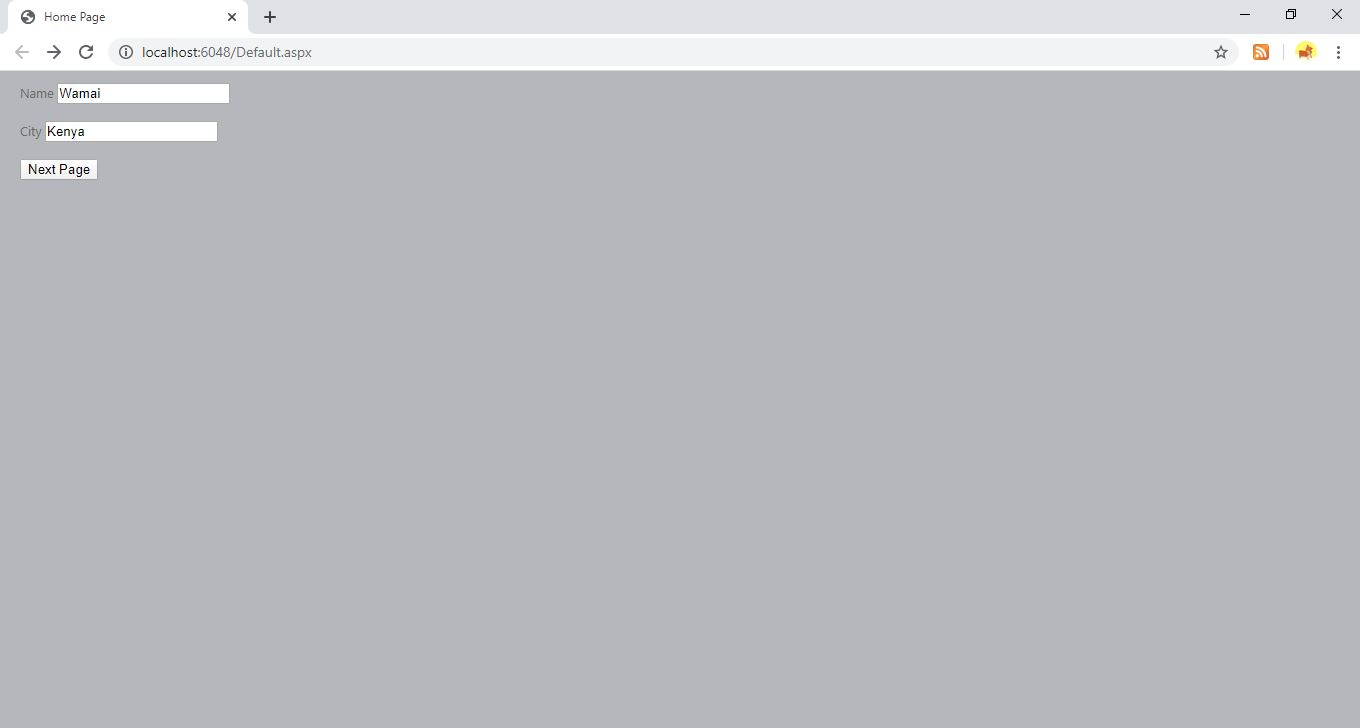 Home Page
localhost:6048/Default.aspx
Name Wamai
City Kenya
Next Page